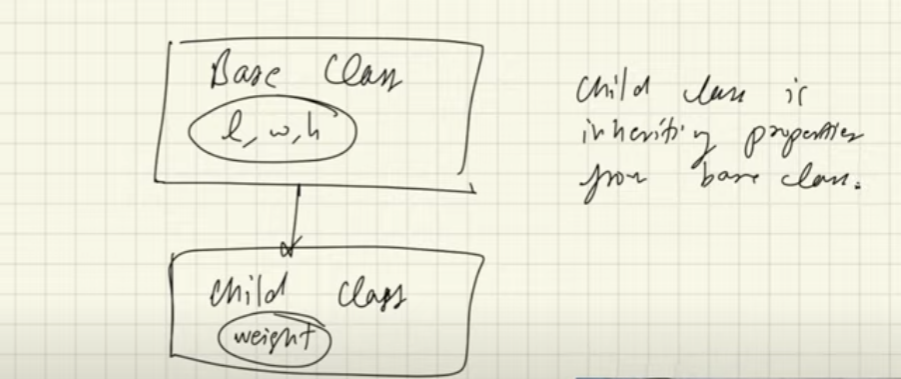 Base Class
l, w, h
Child class is
inheriting properties
from base class.
Child Class
weight